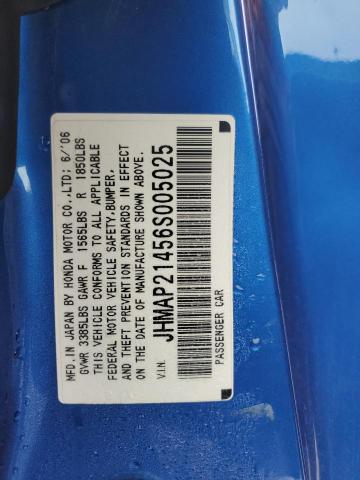 MFD.IN JAPAN BY HONDA MOTOR CO.,LTD; 6/'06
GVWR 3385LBS GAWR F 1565LBS R 1850LBS
THIS VEHICLE CONFORMS TO ALL APPLICABLE
FEDERAL MOTOR VEHICLE SAFETY,BUMPER,
AND THEFT PREVENTION STANDARDS IN EFFECT
ON THE DATE OF MANUFACTURE SHOWN ABOVE.
V.I.N. JHMAP21456S005025
PASSENGER CAR